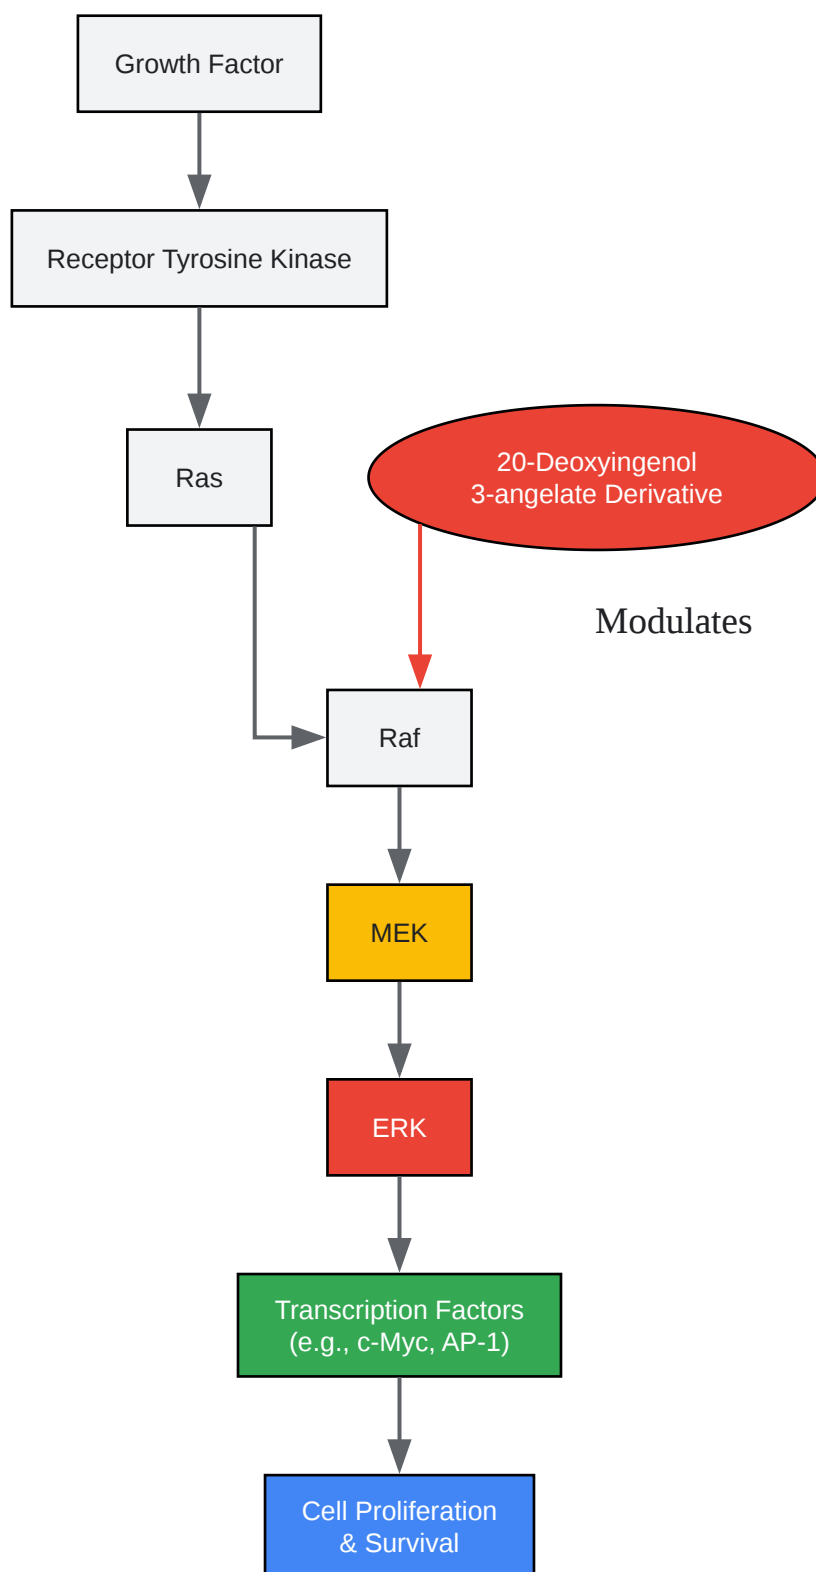 Growth Factor
Receptor Tyrosine Kinase
Ras
20-Deoxyingenol
3-angelate Derivative
Modulates
Raf
MEK
ERK
Transcription Factors
(e.g., c-Myc, AP-1)
Cell Proliferation
& Survival